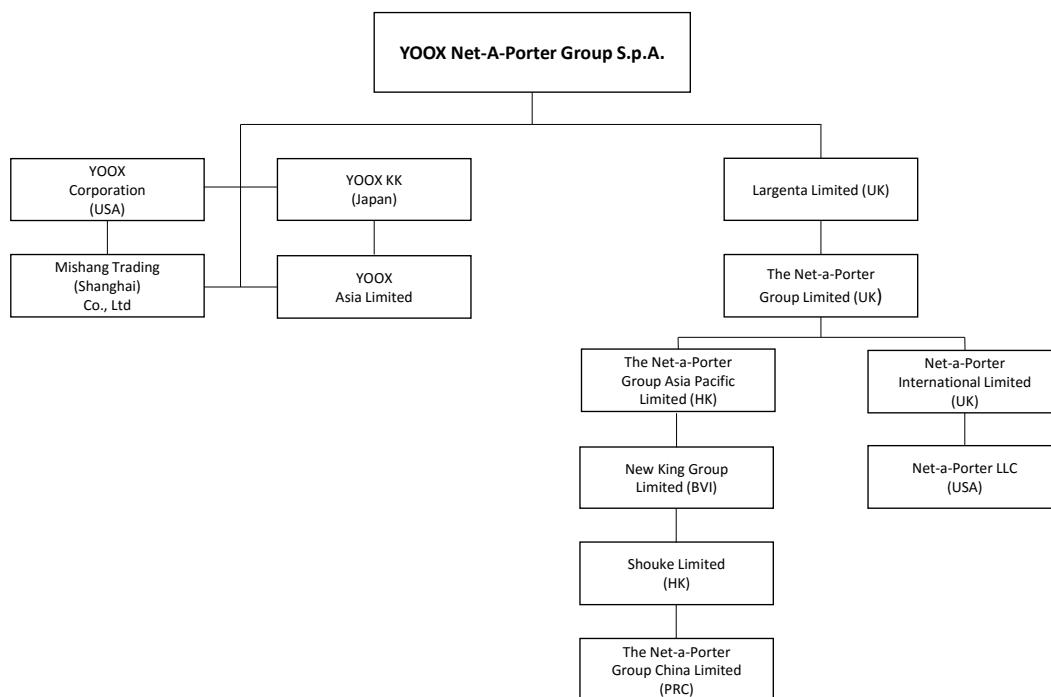 YOOX Net-A-Porter Group S.p.A.
YOOX
Corporation
(USA)
YOOX KK
(Japan)
Largenta Limited (UK)
Mishang Trading
(Shanghai)
Co., Ltd
YOOX
Asia Limited
The Net-a-Porter
Group Limited (UK)
The Net-a-Porter
Group Asia Pacific
Limited (HK)
Net-a-Porter
International Limited
(UK)
New King Group
Limited (BVI)
Net-a-Porter LLC
(USA)
Shouke Limited
(HK)
The Net-a-Porter
Group China Limited
(PRC)